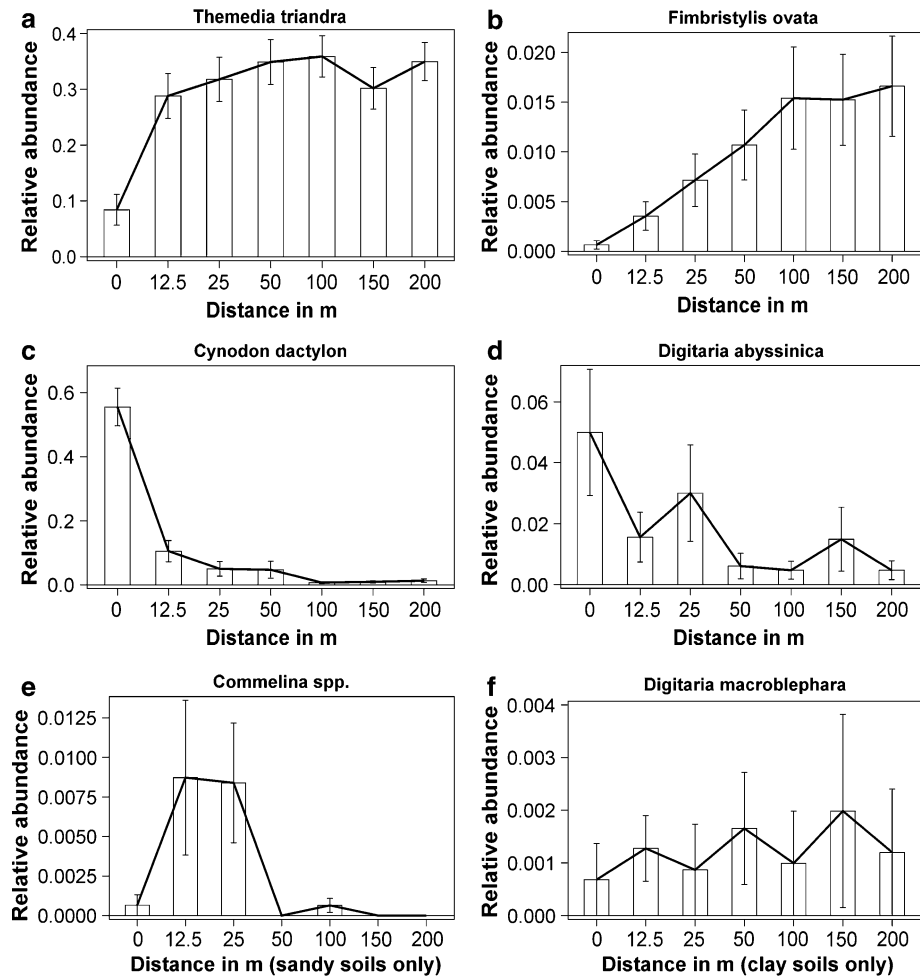 a
Themedia triandra
Relative abundance
0.4
0.3
0.2
0.1
0.0
0 12.5 25 50 100 150 200
Distance in m
b
Fimbristylis ovata
Relative abundance
0.020
0.015
0.010
0.005
0.000
0 12.5 25 50 100 150 200
Distance in m
c
Cynodon dactylon
Relative abundance
0.6
0.4
0.2
0.0
0 12.5 25 50 100 150 200
Distance in m
d
Digitaria abyssinica
Relative abundance
0.06
0.04
0.02
0.00
0 12.5 25 50 100 150 200
Distance in m
e
Commelina spp.
Relative abundance
0.0125
0.0100
0.0075
0.0050
0.0025
0.0000
0 12.5 25 50 100 150 200
Distance in m (sandy soils only)
f
Digitaria macroblephara
Relative abundance
0.004
0.003
0.002
0.001
0.000
0 12.5 25 50 100 150 200
Distance in m (clay soils only)